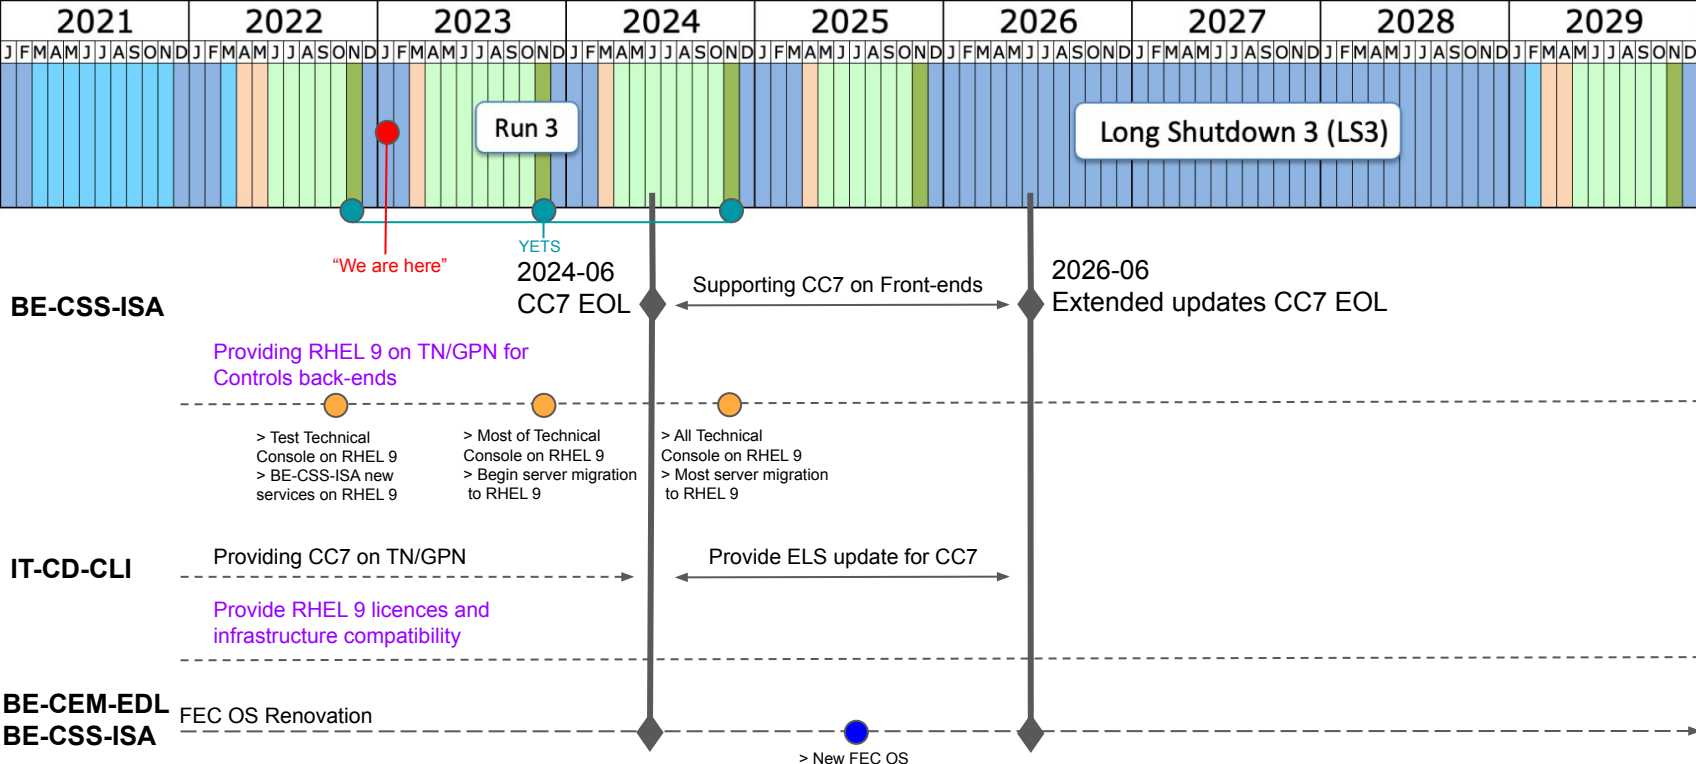 2021 2022 2023 2024 2025 2026 2027 2028 2029
J F M A M J J A S O N D J F M A M J J A S O N D J F M A M J J A S O N D J F M A M J J A S O N D J F M A M J J A S O N D J F M A M J J A S O N D J F M A M J J A S O N D J F M A M J J A S O N D J F M A M J J A S O N D
Run 3
Long Shutdown 3 (LS3)
YETS
“We are here”
2024-06
CC7 EOL
Supporting CC7 on Front-ends
2026-06
Extended updates CC7 EOL
BE-CSS-ISA
Providing RHEL 9 on TN/GPN for
Controls back-ends
> Test Technical
Console on RHEL 9
> BE-CSS-ISA new
services on RHEL 9
> Most of Technical
Console on RHEL 9
> Begin server migration
to RHEL 9
> All Technical
Console on RHEL 9
> Most server migration
to RHEL 9
IT-CD-CLI
Providing CC7 on TN/GPN
Provide ELS update for CC7
Provide RHEL 9 licences and
infrastructure compatibility
BE-CEM-EDL
BE-CSS-ISA
FEC OS Renovation
> New FEC OS